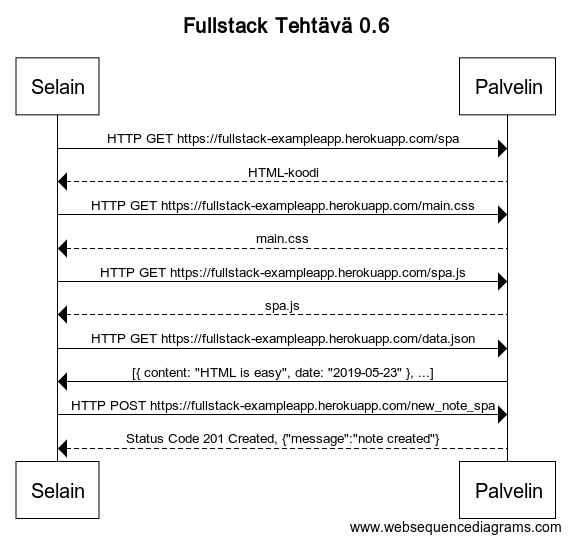 Fullstack Tehtävä 0.6
Selain Palvelin
HTTP GET https://fullstack-exampleapp.herokuapp.com/spa
HTML-koodi
HTTP GET https://fullstack-exampleapp.herokuapp.com/main.css
main.css
HTTP GET https://fullstack-exampleapp.herokuapp.com/spa.js
spa.js
HTTP GET https://fullstack-exampleapp.herokuapp.com/data.json
[{ content: "HTML is easy", date: "2019-05-23" }, ...]
HTTP POST https://fullstack-exampleapp.herokuapp.com/new_note_spa
Status Code 201 Created, {"message":"note created"}
Selain Palvelin
www.websequencediagrams.com